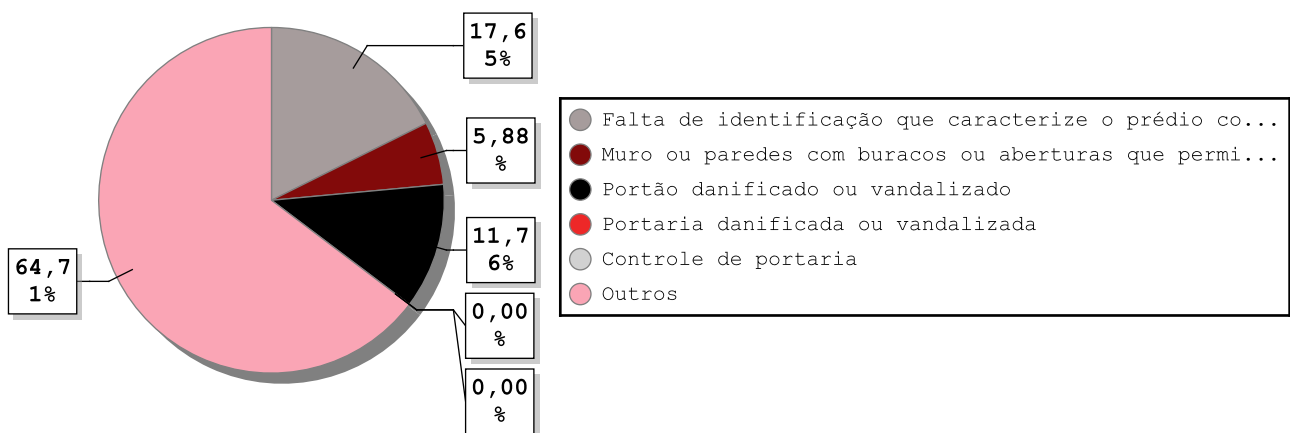 17,6
5%
5,88
%
11,7
6%
0,00
%
0,00
%
64,7
1%
Falta de identificação que caracterize o prédio co...
Muro ou paredes com buracos ou aberturas que permi...
Portão danificado ou vandalizado
Portaria danificada ou vandalizada
Controle de portaria
Outros